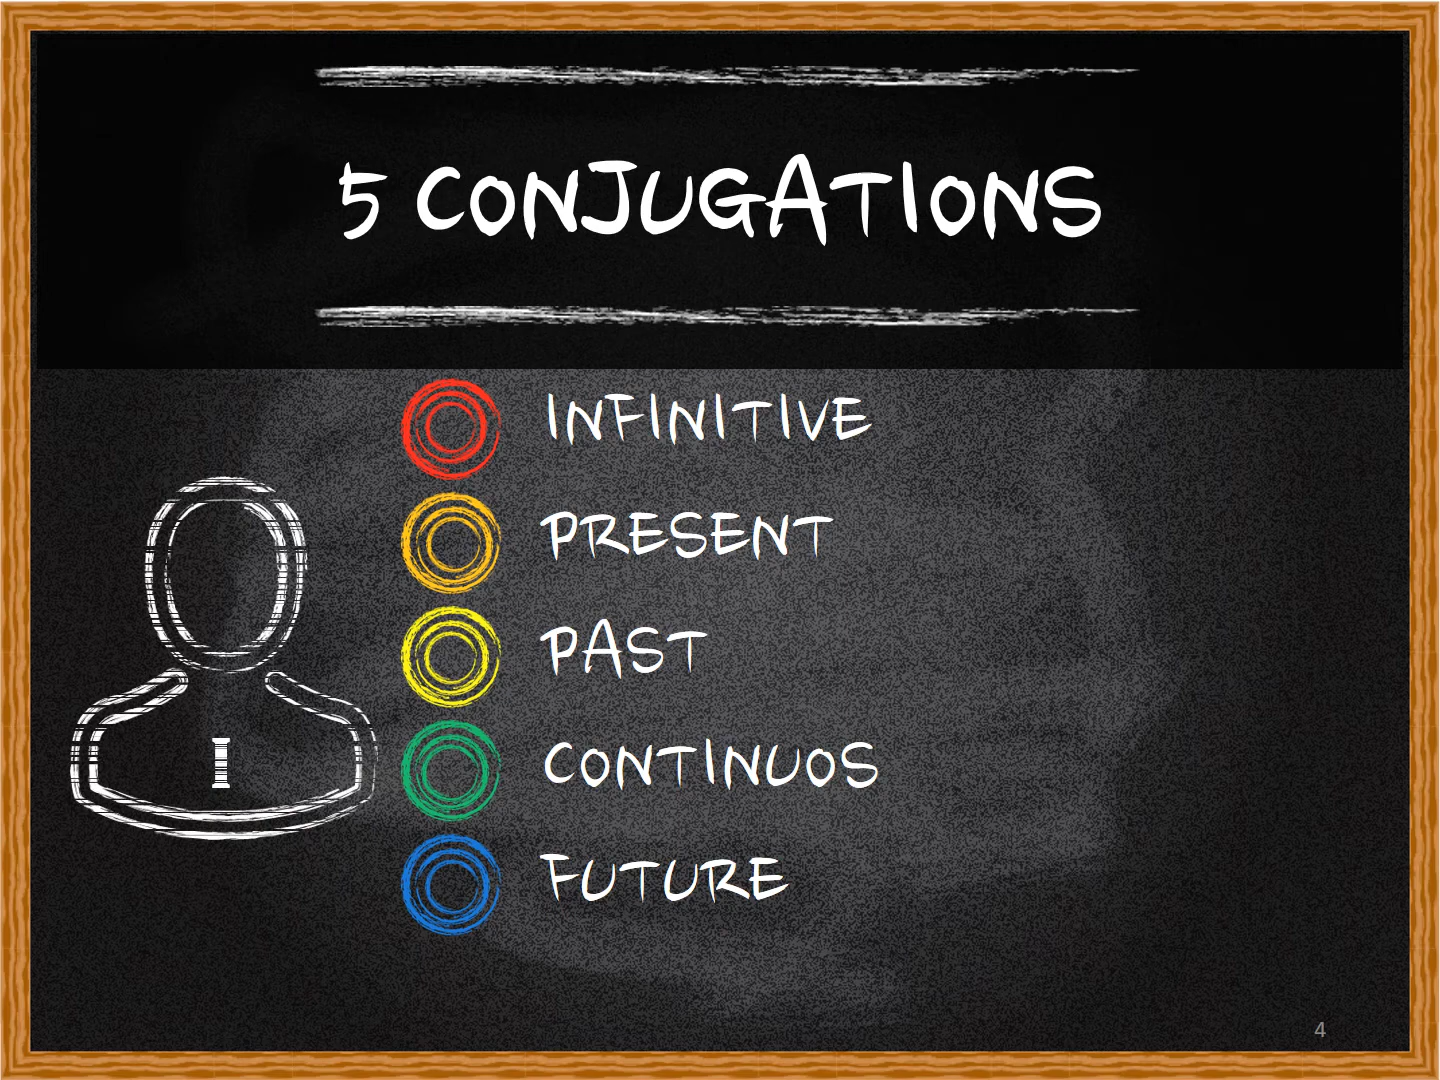 5 CONJUGATIONS
INFINITIVE
PRESENT
PAST
CONTINUOS
I
FUTURE
4